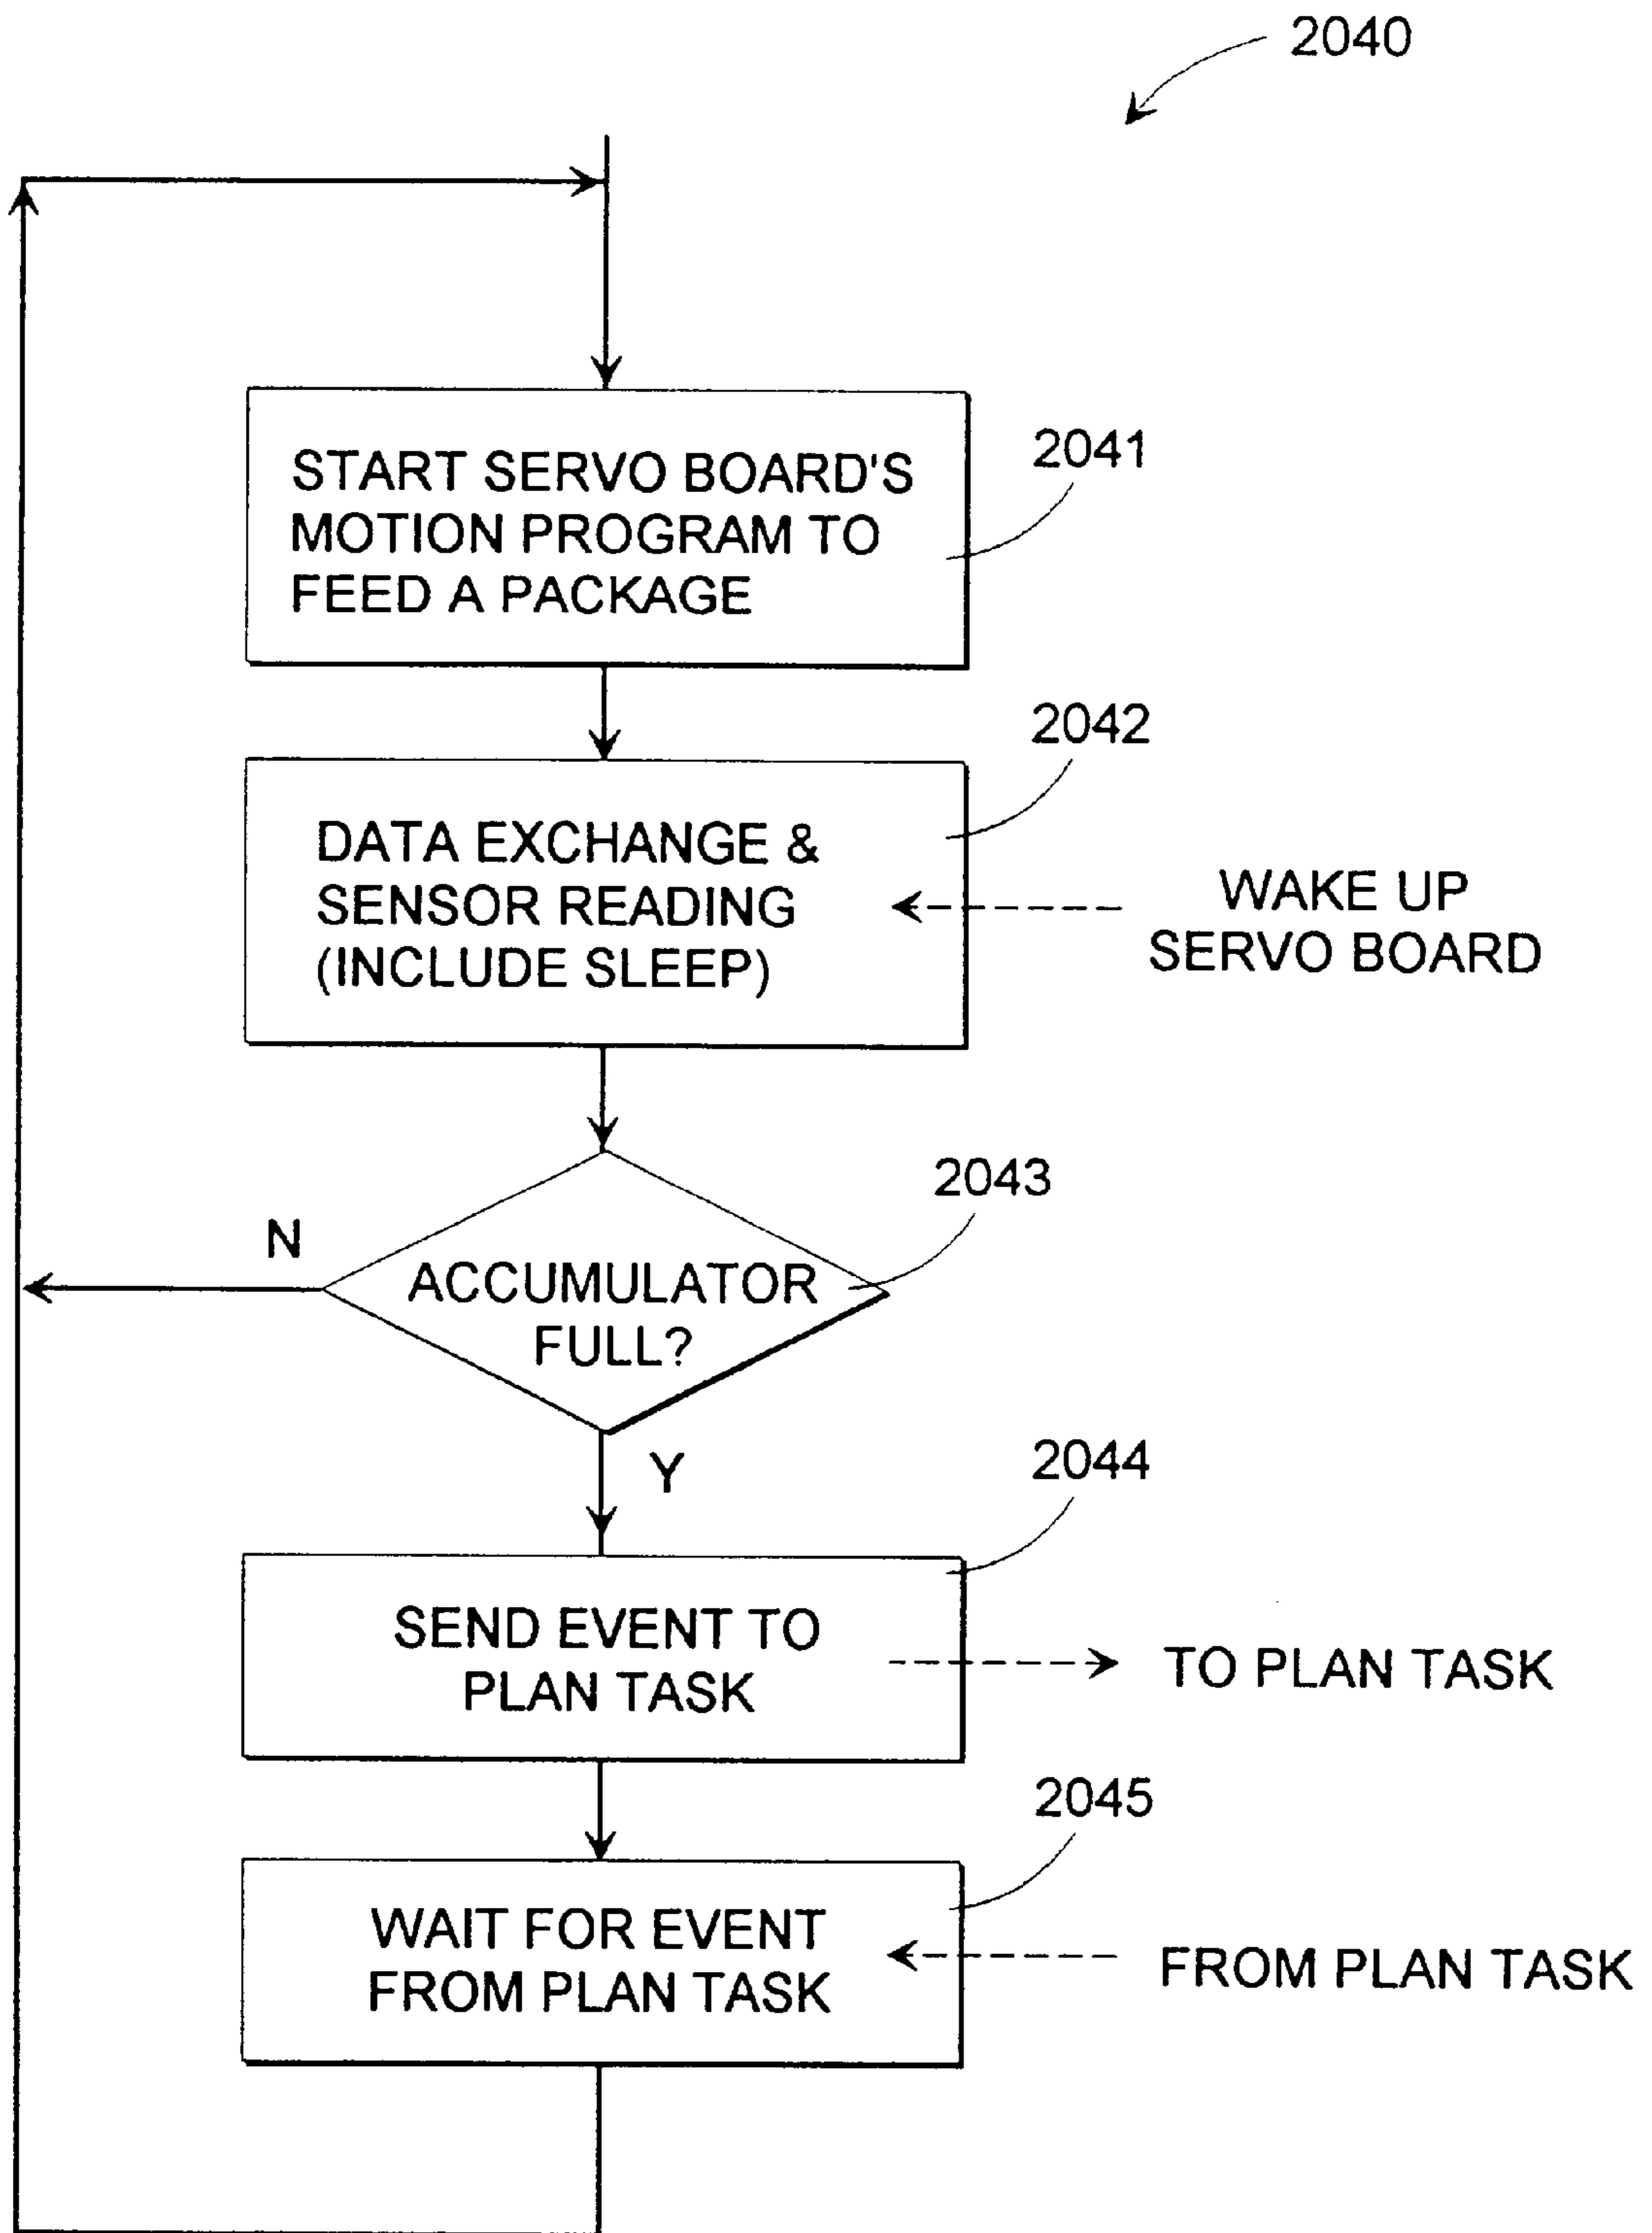 2040
START SERVO BOARD'S
MOTION PROGRAM TO
FEED A PACKAGE
2041
DATA EXCHANGE &
SENSOR READING
(INCLUDE SLEEP)
2042
WAKE UP
SERVO BOARD
ACCUMULATOR
FULL?
2043
N
Y
SEND EVENT TO
PLAN TASK
2044
TO PLAN TASK
WAIT FOR EVENT
FROM PLAN TASK
2045
FROM PLAN TASK